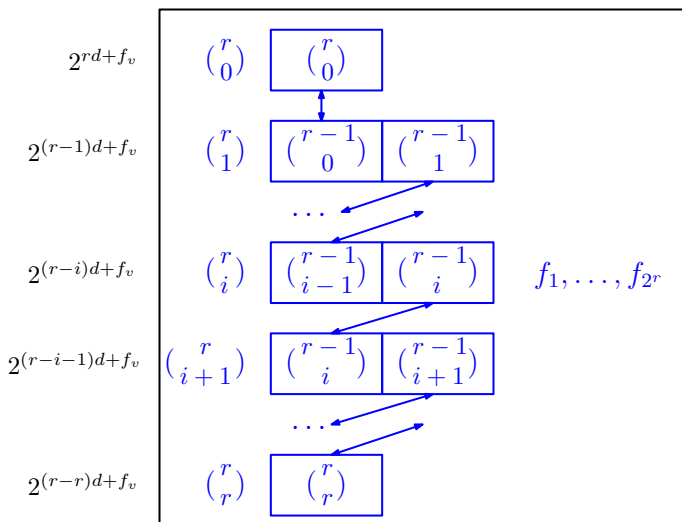 2^{rd+f_v} (r 0) (r 0)
2^{(r−1)d+f_v} (r 1) (r − 1 0) (r − 1 1)
...
2^{(r−i)d+f_v} (r i) (r − 1 i − 1) (r − 1 i) f_1, . . . , f_{2^r}
2^{(r−i−1)d+f_v} (r i + 1) (r − 1 i) (r − 1 i + 1)
...
2^{(r−r)d+f_v} (r r) (r r)